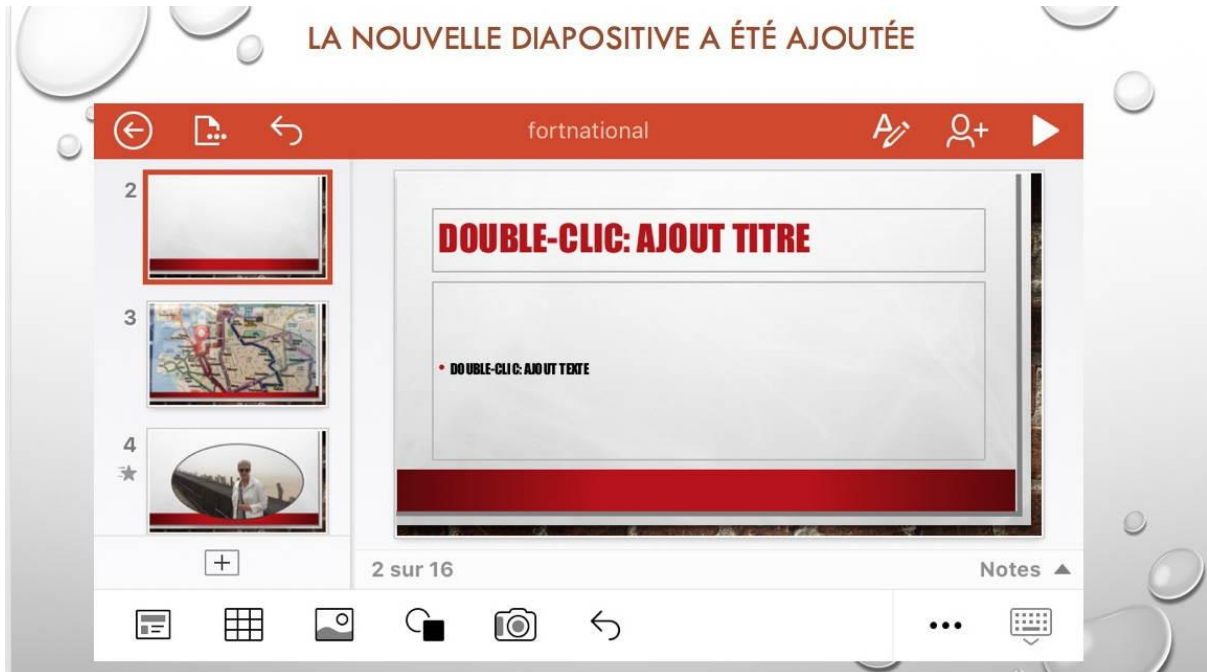 LA NOUVELLE DIAPOSITIVE A ÉTÉ AJOUTÉE
fortnational
2
3
4
DOUBLE-CLIC: AJOUT TITRE
• DOUBLE-CLIC: AJOUT TEXTE
2 sur 16
Notes